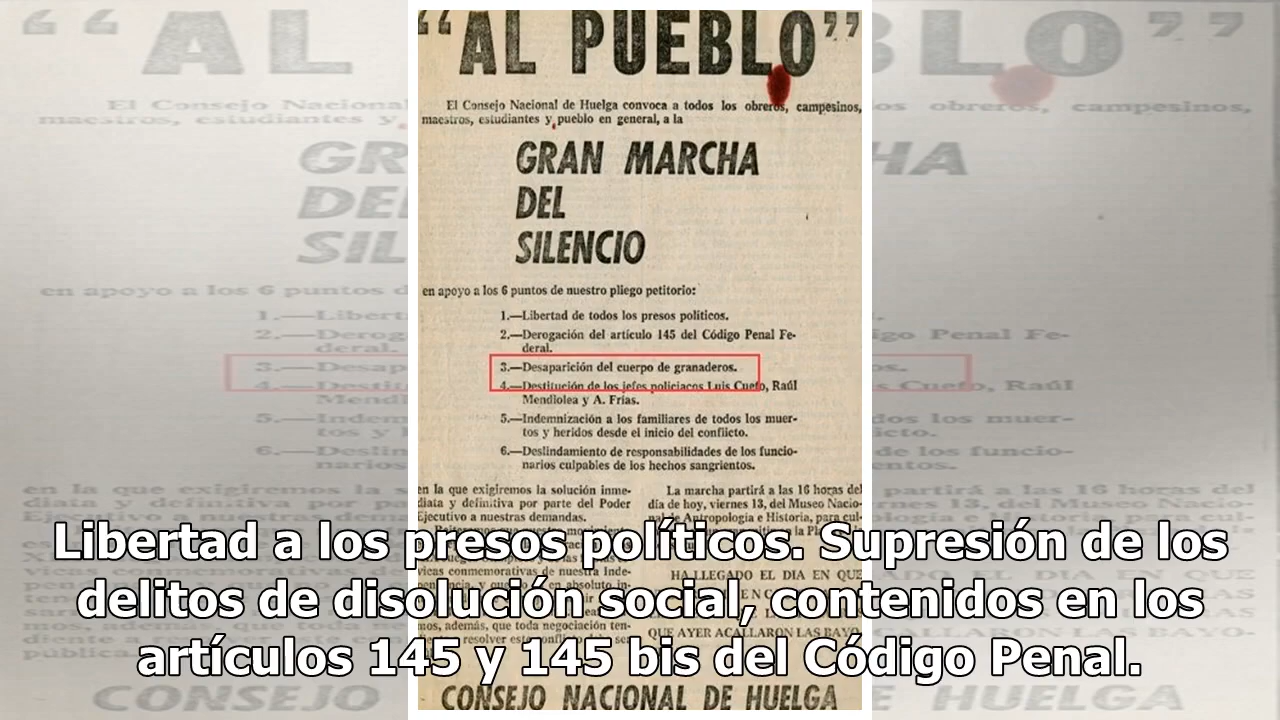 “AL PUEBLO”
El Consejo Nacional de Huelga convoca a todos los obreros, campesinos,
maestros, estudiantes y pueblo en general, a la
GRAN MARCHA
DEL
SILENCIO
en apoyo a los 6 puntos de nuestro pliego petitorio:
1.—Libertad de todos los presos políticos.
2.—Derogación del artículo 145 del Código Penal Fe-
deral.
3.—Desaparición del cuerpo de granaderos.
4.—Destitución de los jefes policiacos Luis Cueto, Raúl
Mendiolea y A. Frías.
5.—Indemnización a los familiares de todos los muer-
tos y heridos desde el inicio del conflicto.
6.—Deslindamiento de responsabilidades de los funcio-
narios culpables de los hechos sangrientos.
en la que exigiremos la solución inme-
diata y definitiva por parte del Poder
Ejecutivo a nuestras demandas.
La marcha partirá a las 16 horas del
día de hoy, viernes 13, del Museo Nacio-
nal de Antropología e Historia, para cul-
HA LLEGADO EL DIA EN QUE
QUE AYER ACALLARON LAS BAYO-
Libertad a los presos políticos. Supresión de los
delitos de disolución social, contenidos en los
artículos 145 y 145 bis del Código Penal.
CONSEJO NACIONAL DE HUELGA